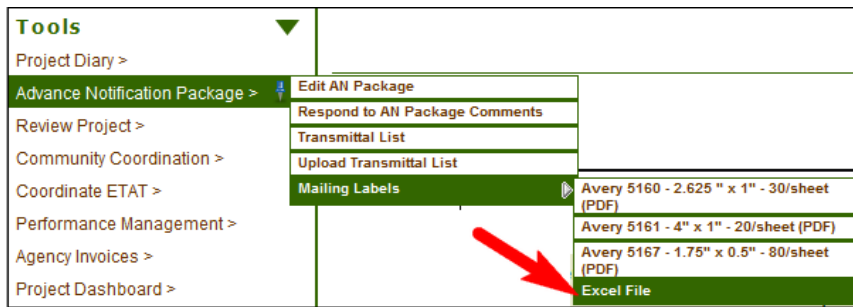 Tools
Project Diary >
Advance Notification Package >
Review Project >
Community Coordination >
Coordinate ETAT >
Performance Management >
Agency Invoices >
Project Dashboard >
Edit AN Package
Respond to AN Package Comments
Transmittal List
Upload Transmittal List
Mailing Labels
Avery 5160 - 2.625 " x 1" - 30/sheet
(PDF)
Avery 5161 - 4" x 1" - 20/sheet (PDF)
Avery 5167 - 1.75" x 0.5" - 80/sheet
(PDF)
Excel File